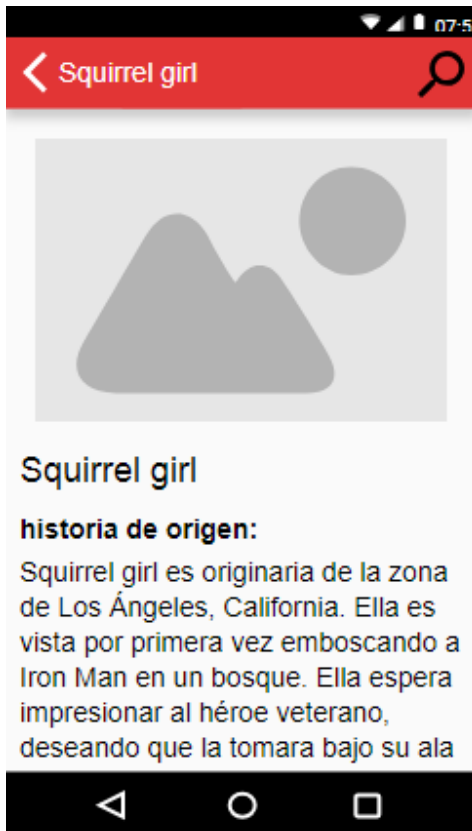 07:5
Squirrel girl
Squirrel girl
historia de origen:
Squirrel girl es originaria de la zona
de Los Ángeles, California. Ella es
vista por primera vez emboscando a
Iron Man en un bosque. Ella espera
impresionar al héroe veterano,
deseando que la tomara bajo su ala